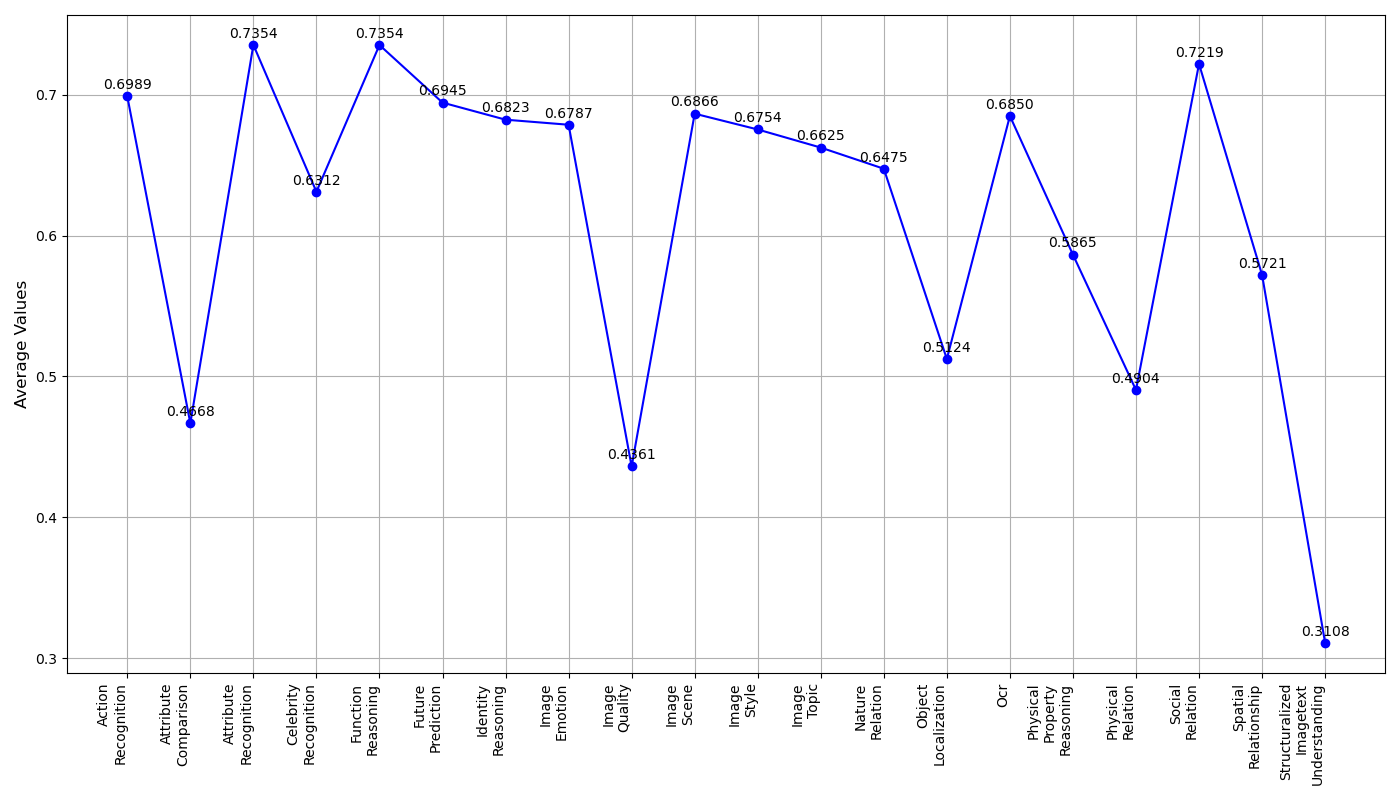 0.7354
0.7354
0.7219
0.6989
0.6945
0.6823
0.6787
0.6866
0.6754
0.6850
0.6625
0.6475
0.6312
0.5865
0.5721
0.5124
0.4904
0.4668
0.4361
0.3108
0.7
0.6
0.5
0.4
0.3
Average Values
Action
Recognition
Attribute
Comparison
Attribute
Recognition
Celebrity
Recognition
Function
Reasoning
Future
Prediction
Identity
Reasoning
Image
Emotion
Image
Quality
Image
Scene
Image
Style
Image
Topic
Nature
Relation
Object
Localization
Ocr
Physical
Property
Reasoning
Physical
Relation
Social
Relation
Spatial
Relationship
Structuralized
Imagetext
Understanding